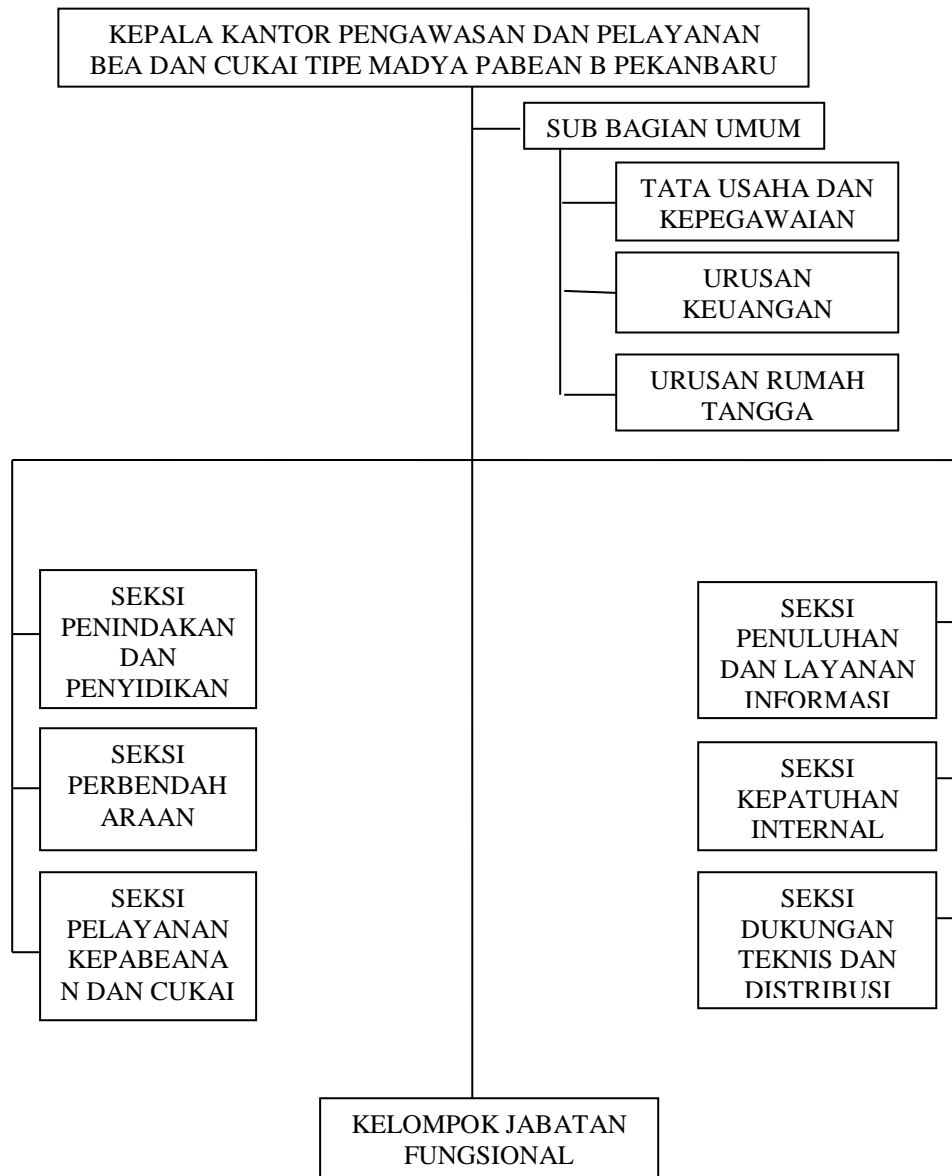 KEPALA KANTOR PENGAWASAN DAN PELAYANAN
BEA DAN CUKAI TIPE MADYA PABEAN B PEKANBARU
SUB BAGIAN UMUM
TATA USAHA DAN
KEPEGAWAIAN
URUSAN
KEUANGAN
URUSAN RUMAH
TANGGA
SEKSI
PENINDAKAN
DAN
PENYIDIKAN
SEKSI
PERBENDAH
ARAAN
SEKSI
PELAYANAN
KEPABEANA
N DAN CUKAI
SEKSI
PENULUHAN
DAN LAYANAN
INFORMASI
SEKSI
KEPATUHAN
INTERNAL
SEKSI
DUKUNGAN
TEKNIS DAN
DISTRIBUSI
KELOMPOK JABATAN
FUNGSIONAL